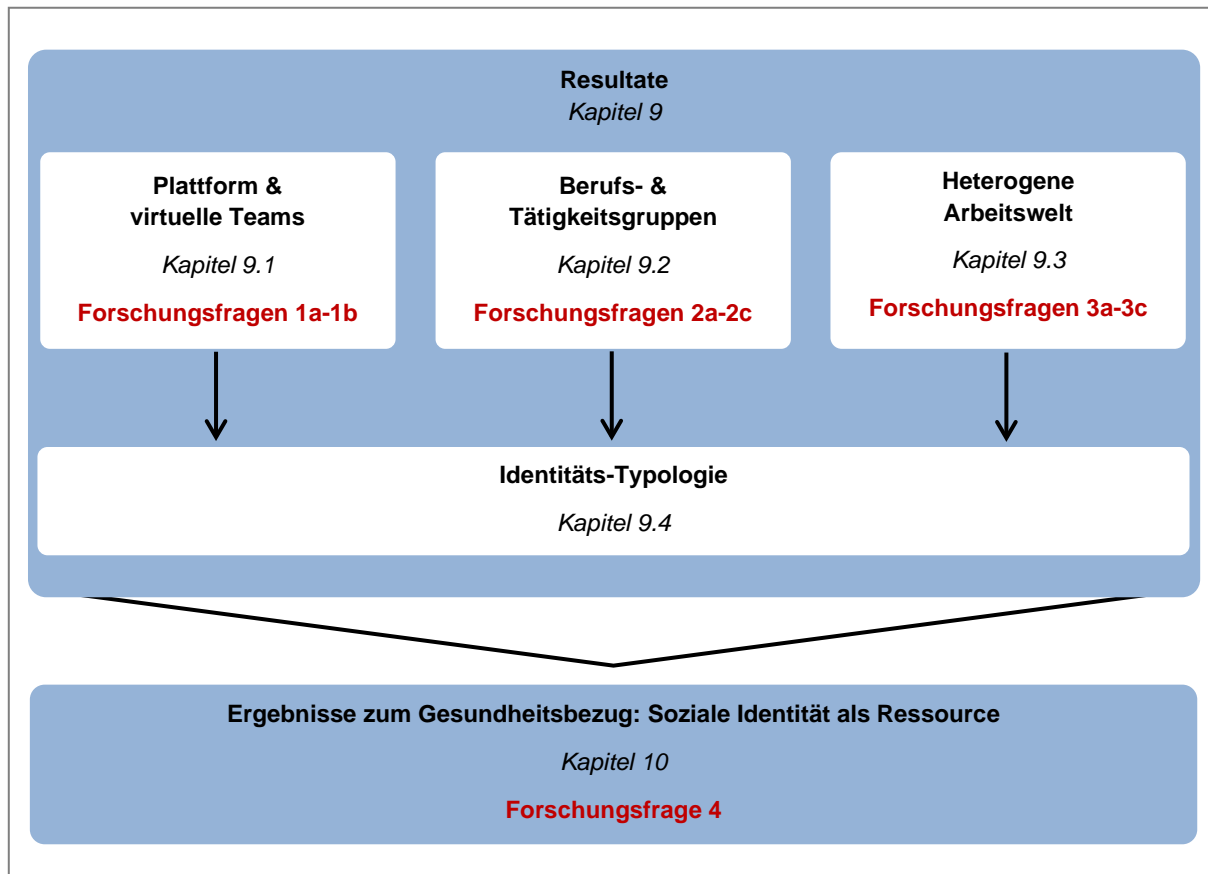 Resultate
Kapitel 9
Plattform &
virtuelle Teams
Kapitel 9.1
Forschungsfragen 1a-1b
Berufs- &
Tätigkeitsgruppen
Kapitel 9.2
Forschungsfragen 2a-2c
Heterogene
Arbeitswelt
Kapitel 9.3
Forschungsfragen 3a-3c
Identitäts-Typologie
Kapitel 9.4
Ergebnisse zum Gesundheitsbezug: Soziale Identität als Ressource
Kapitel 10
Forschungsfrage 4